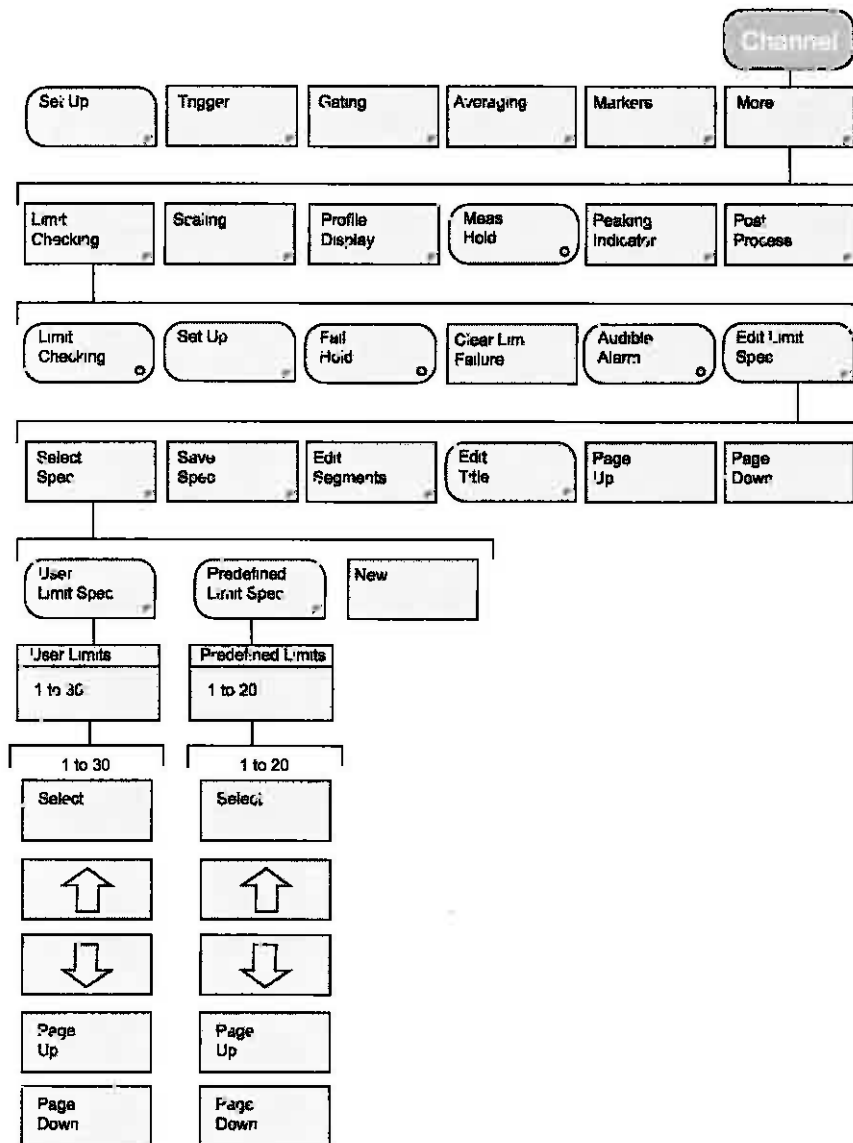 Channel
Set Up
Trigger
Gating
Averaging
Markers
More
Limit
Checking
Scaling
Profile
Display
Meas
Hold
Peaking
Indicator
Post
Process
Limit
Checking
Set Up
Fail
Hold
Clear Lim
Failure
Audible
Alarm
Edit Limit
Spec
Select
Spec
Save
Spec
Edit
Segments
Edit
Title
Page
Up
Page
Down
User
Limit Spec
Predefined
Limit Spec
New
User Limits
1 to 30
Predefined Limits
1 to 20
1 to 30
1 to 20
Select
Select
Page
Up
Page
Up
Page
Down
Page
Down